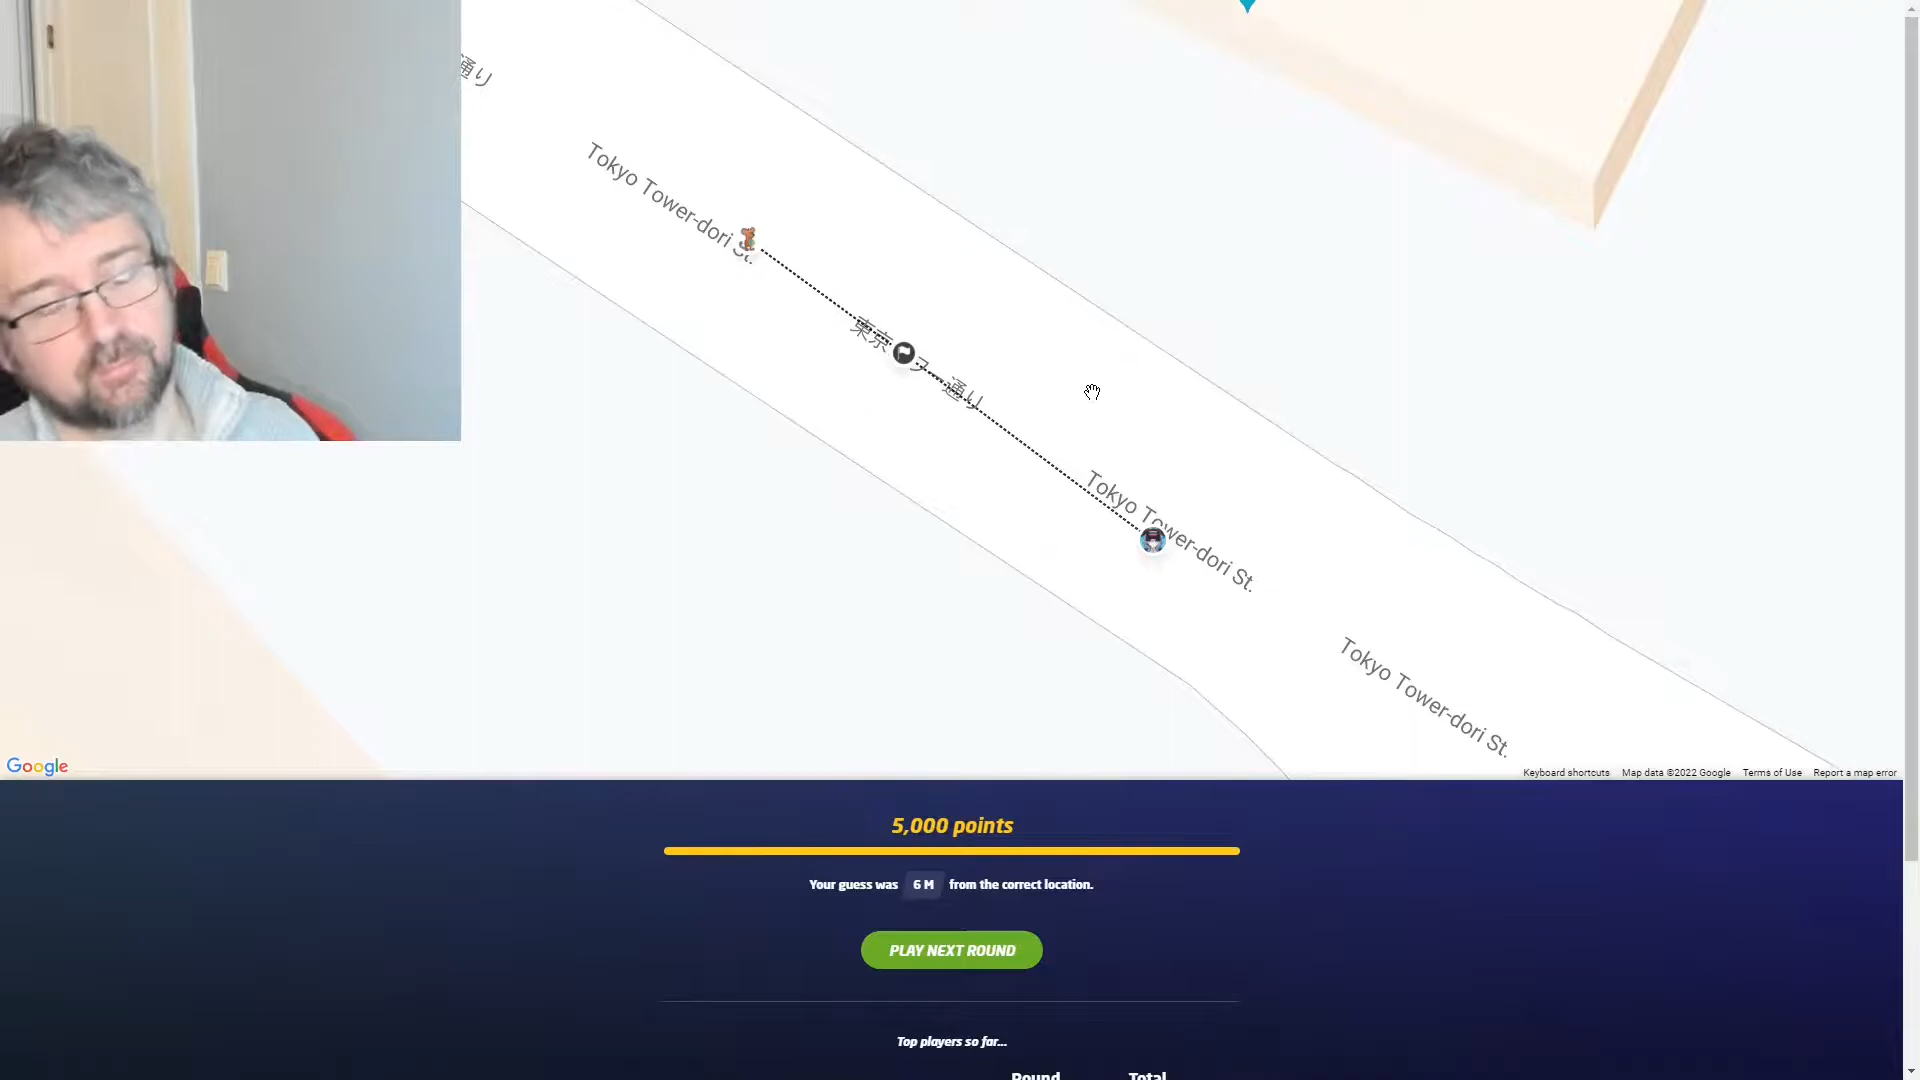 通り
Tokyo Tower-dori St.
東京
ワー通り
Tokyo Tower-dori St.
Tokyo Tower-dori St.
Google
Keyboard shortcuts
Map data ©2022 Google
Terms of Use
Report a map error
5,000 points
Your guess was 6 M from the correct location.
PLAY NEXT ROUND
Top players so far...
Round Total